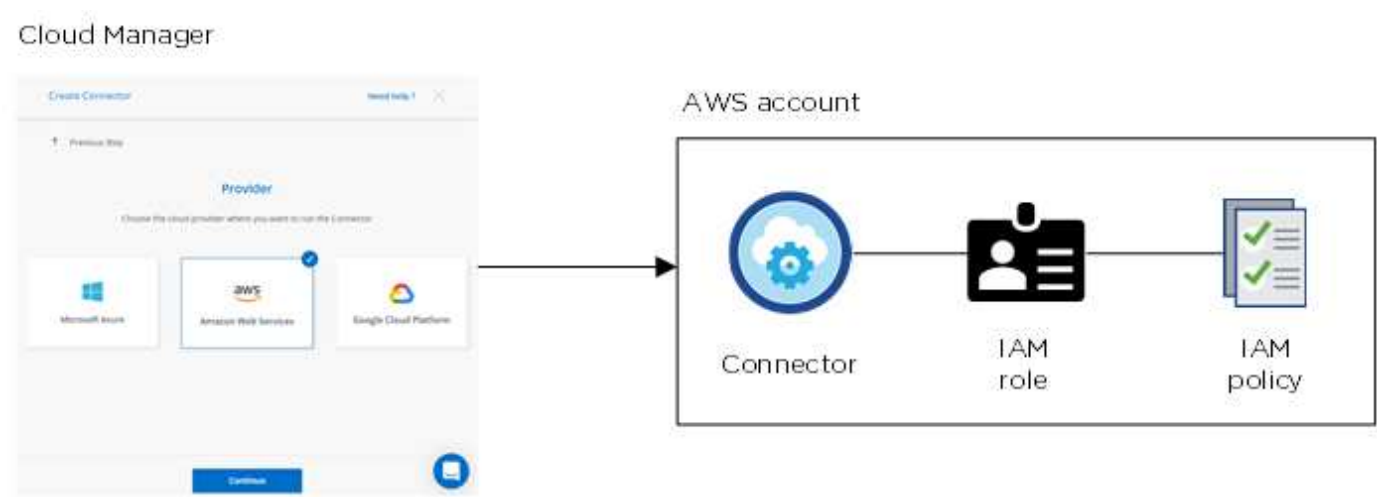 Cloud Manager
Create Connector
Need help?
AWS account
Previous Step
Provider
Choose the cloud provider where you want to run the Connector
aws
Microsoft Azure
Amazon Web Services
Google Cloud Platform
Connector
IAM
role
IAM
policy
Continue